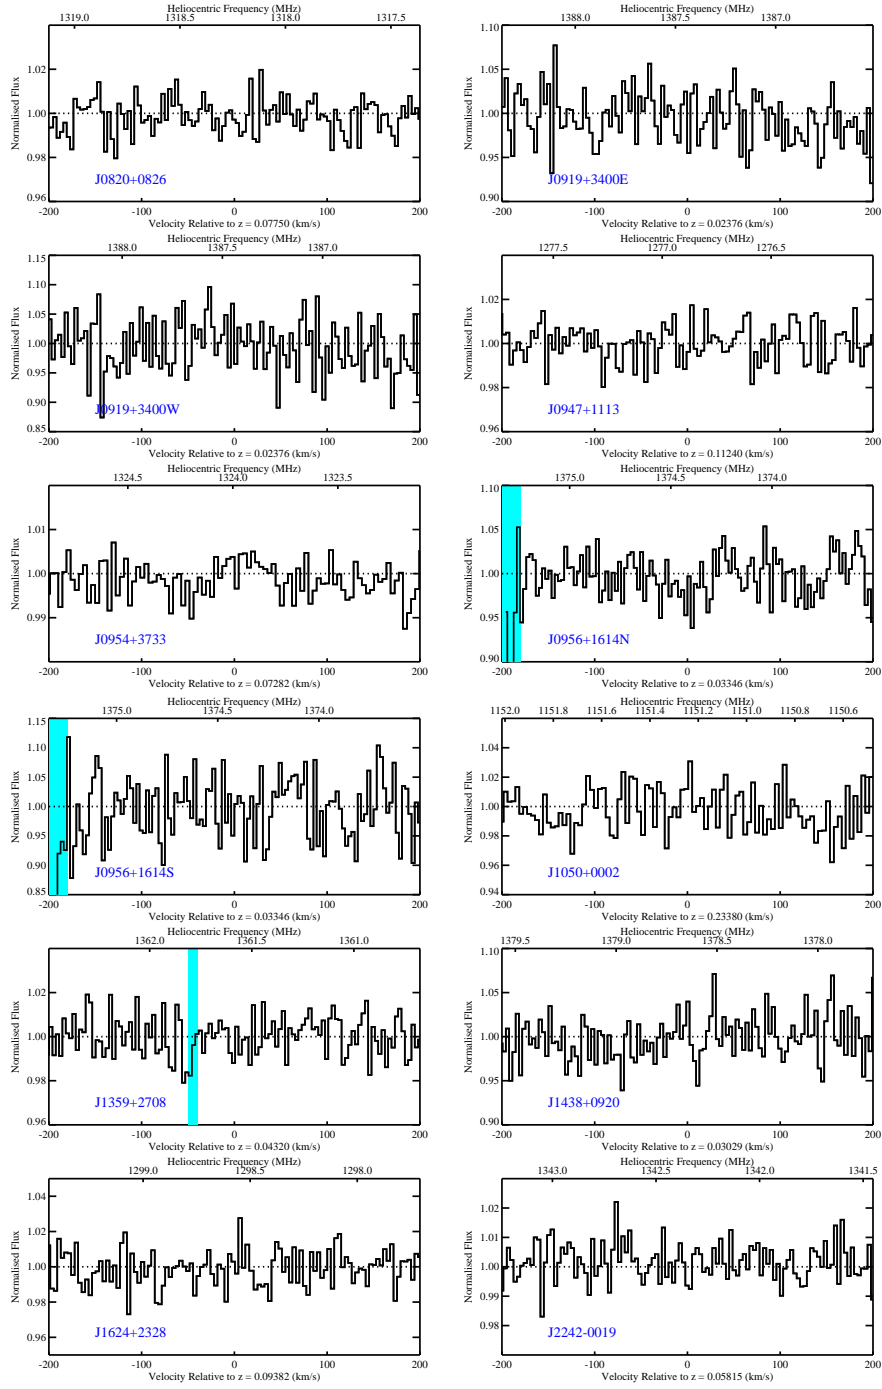 Heliocentric Frequency (MHz)
1319.0 1318.5 1318.0 1317.5
Normalised Flux
1.02
1.00
0.98
0.96
J0820+0826
-200 -100 0 100 200
Velocity Relative to z = 0.07750 (km/s)
Heliocentric Frequency (MHz)
1388.0 1387.5 1387.0
Normalised Flux
1.10
1.05
1.00
0.95
0.90
J0919+3400E
-200 -100 0 100 200
Velocity Relative to z = 0.02376 (km/s)
Heliocentric Frequency (MHz)
1388.0 1387.5 1387.0
Normalised Flux
1.15
1.10
1.05
1.00
0.95
0.90
0.85
J0919+3400W
-200 -100 0 100 200
Velocity Relative to z = 0.02376 (km/s)
Heliocentric Frequency (MHz)
1277.5 1277.0 1276.5
Normalised Flux
1.02
1.00
0.98
0.96
J0947+1113
-200 -100 0 100 200
Velocity Relative to z = 0.11240 (km/s)
Heliocentric Frequency (MHz)
1324.5 1324.0 1323.5
Normalised Flux
1.01
1.00
0.99
J0954+3733
-200 -100 0 100 200
Velocity Relative to z = 0.07282 (km/s)
Heliocentric Frequency (MHz)
1375.0 1374.5 1374.0
Normalised Flux
1.10
1.05
1.00
0.95
0.90
J0956+1614N
-200 -100 0 100 200
Velocity Relative to z = 0.03346 (km/s)
Heliocentric Frequency (MHz)
1375.0 1374.5 1374.0
Normalised Flux
1.15
1.10
1.05
1.00
0.95
0.90
0.85
J0956+1614S
-200 -100 0 100 200
Velocity Relative to z = 0.03346 (km/s)
Heliocentric Frequency (MHz)
1152.0 1151.8 1151.6 1151.4 1151.2 1151.0 1150.8 1150.6
Normalised Flux
1.04
1.02
1.00
0.98
0.96
0.94
J1050+0002
-200 -100 0 100 200
Velocity Relative to z = 0.23380 (km/s)
Heliocentric Frequency (MHz)
1362.0 1361.5 1361.0
Normalised Flux
1.02
1.00
0.98
0.96
J1359+2708
-200 -100 0 100 200
Velocity Relative to z = 0.04320 (km/s)
Heliocentric Frequency (MHz)
1379.5 1379.0 1378.5 1378.0
Normalised Flux
1.10
1.05
1.00
0.95
0.90
J1438+0920
-200 -100 0 100 200
Velocity Relative to z = 0.03029 (km/s)
Heliocentric Frequency (MHz)
1299.0 1298.5 1298.0
Normalised Flux
1.04
1.02
1.00
0.98
0.96
J1624+2328
-200 -100 0 100 200
Velocity Relative to z = 0.09382 (km/s)
Heliocentric Frequency (MHz)
1343.0 1342.5 1342.0 1341.5
Normalised Flux
1.02
1.01
1.00
0.99
0.98
0.97
J2242-0019
-200 -100 0 100 200
Velocity Relative to z = 0.05815 (km/s)